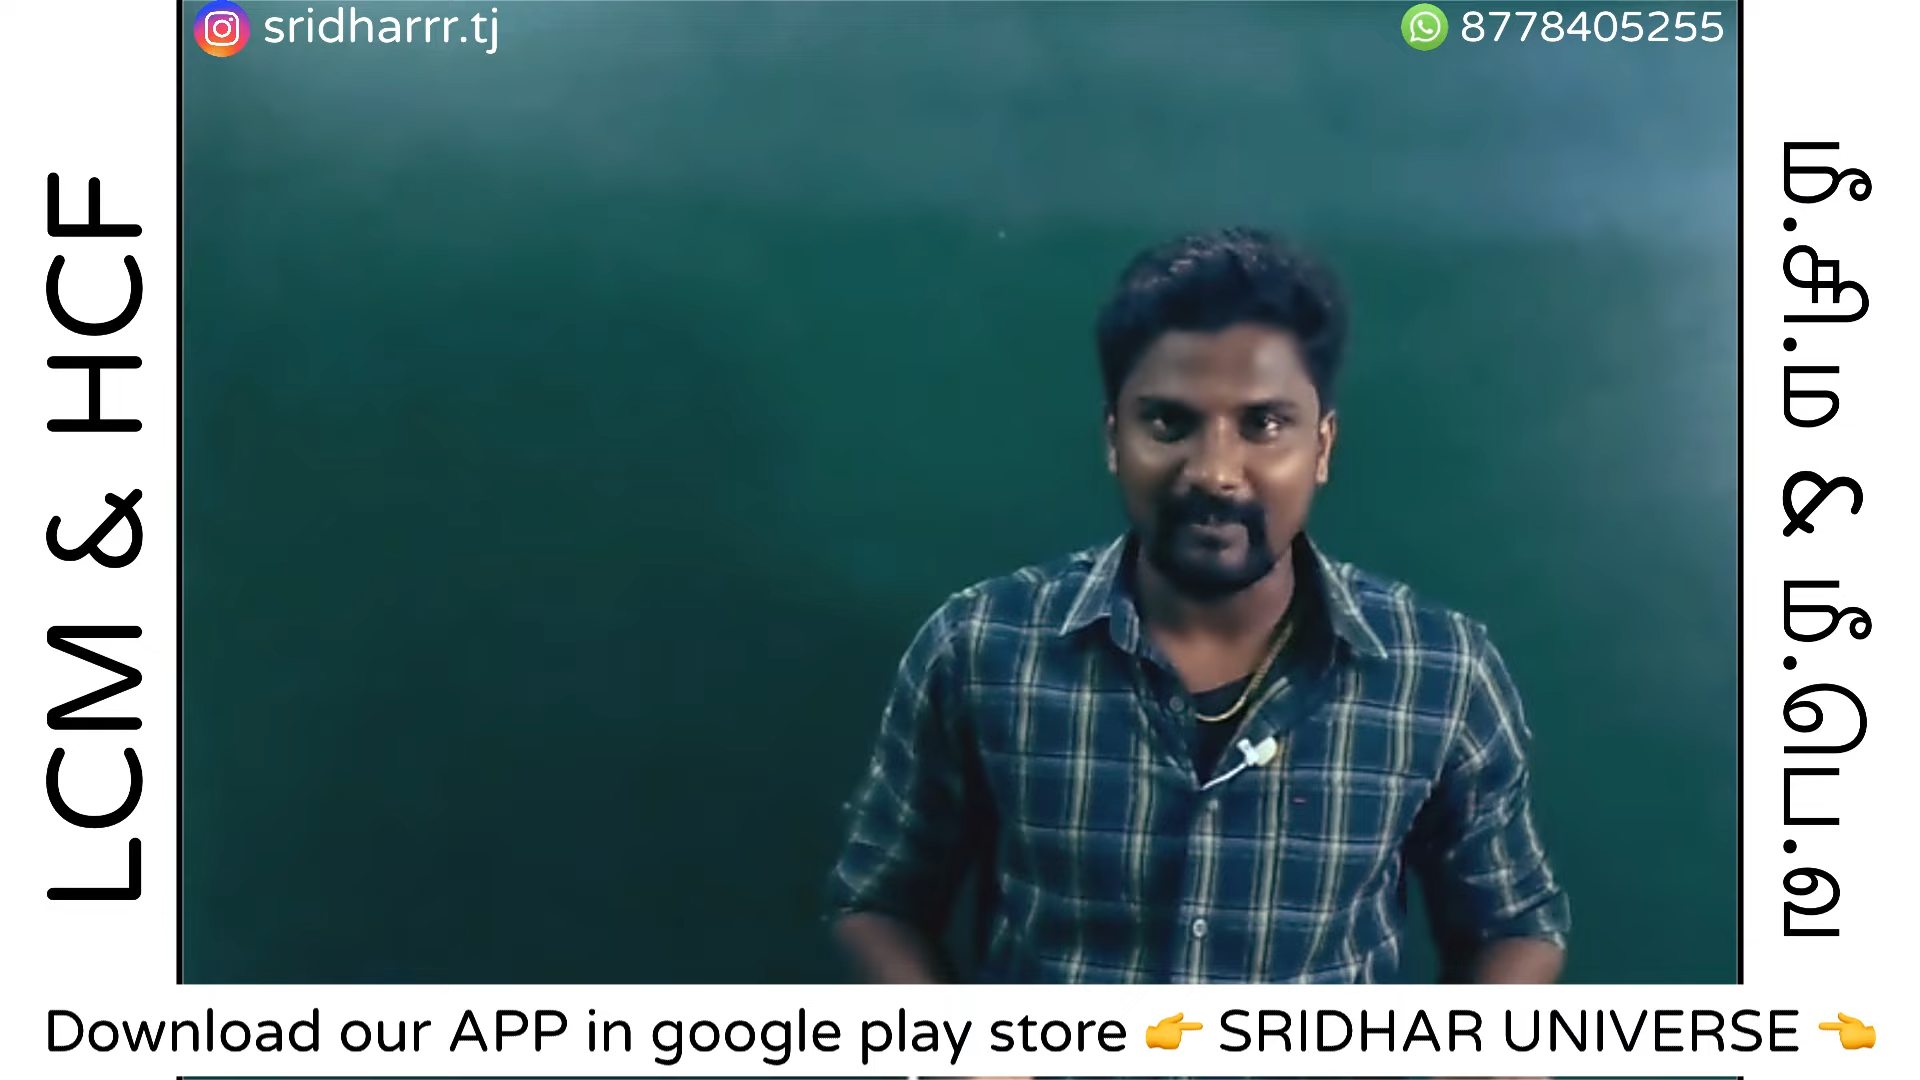 sridharrr.tj
8778405255
LCM & HCF
மீ.சி.ம & மீ.பெ.வ
Download our APP in google play store 👉 SRIDHAR UNIVERSE 👈